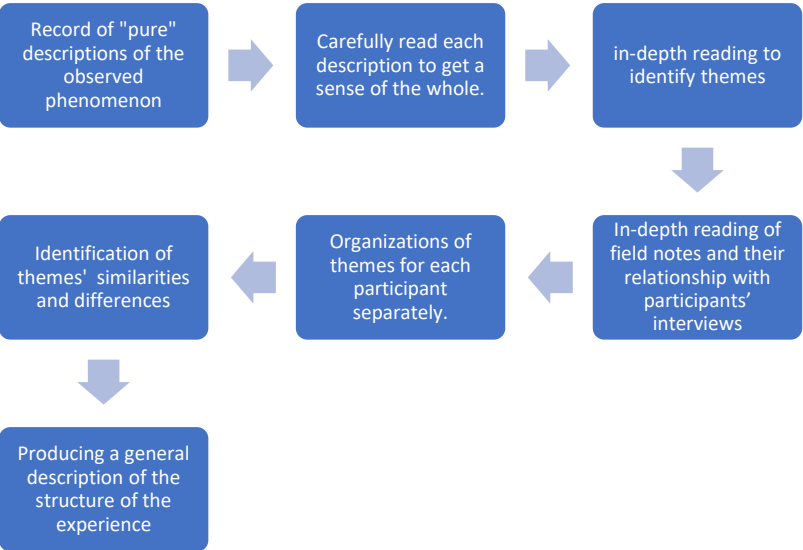 Record of "pure"
descriptions of the
observed
phenomenon
Carefully read each
description to get a
sense of the whole.
in-depth reading to
identify themes
In-depth reading of
field notes and their
relationship with
participants’
interviews
Organizations of
themes for each
participant
separately.
Identification of
themes' similarities
and differences
Producing a general
description of the
structure of the
experience